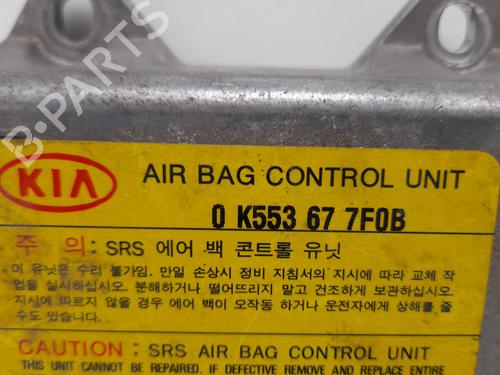 B-PARTS
KIA
AIR BAG CONTROL UNIT
0 K553 67 7F0B
주 의 : SRS 에어 백 콘트롤 유닛
이 유닛은 수리 불가임. 만일 손상시 정비 지침서의 지시에 따라 교체 작
업을 실시하십시오. 분해하거나 떨어뜨리지 말고 건조하게 보관하십시오.
지시에 따르지 않을 경우 에어 백이 오작동 하거나 운전자에게 상해를 줄
수도 있다.
CAUTION : SRS AIR BAG CONTROL UNIT
THIS UNIT CANNOT BE REPAIRED. IF DEFECTIVE REMOVE AND REPLACE ENTIRE